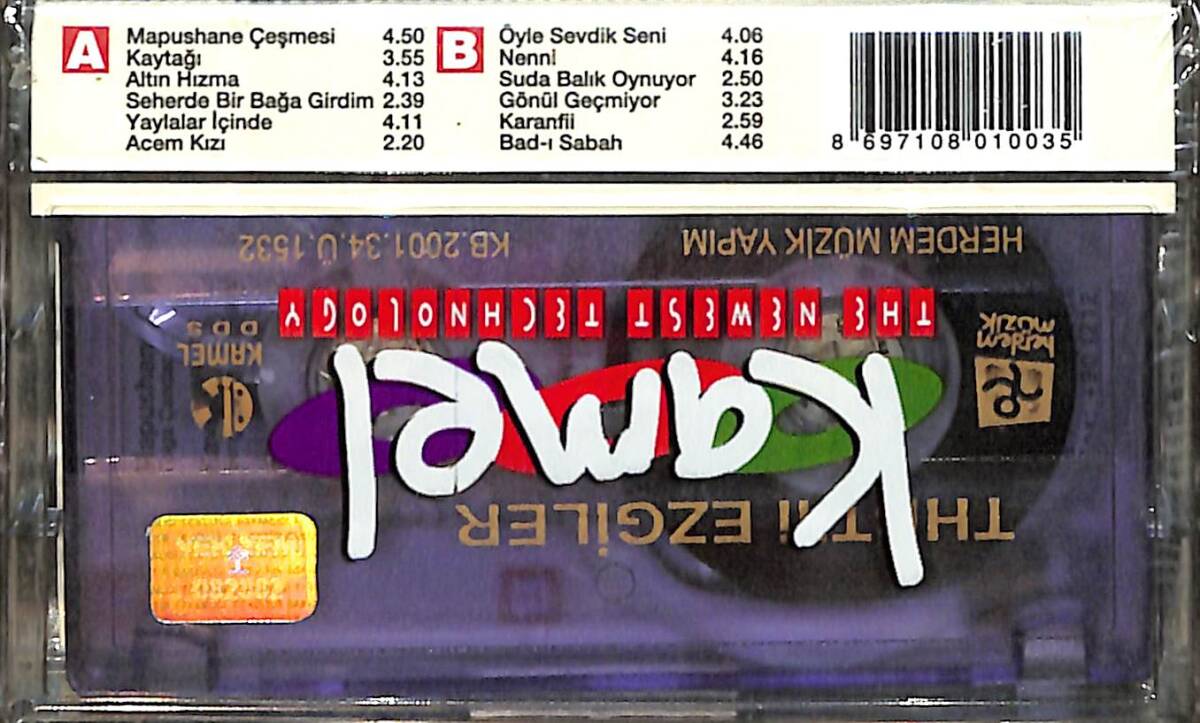 A
Mapushane Çeşmesi 4.50
Kaytağı 3.55
Altın Hızma 4.13
Seherde Bir Bağa Girdim 2.39
Yaylalar İçinde 4.11
Acem Kızı 2.20
B
Öyle Sevdik Seni 4.06
Nenni 4.16
Suda Balık Oynuyor 2.50
Gönül Geçmiyor 3.23
Karanfii 2.59
Bad-ı Sabah 4.46
8 697108 010035
HERDEM MÜZİK YAPIM
KB.2001.34.Ü.1532
THE NEWEST TECHNOLOGY
Kamel
herdem
müzik
KAMEL
DDS
EZGİLER